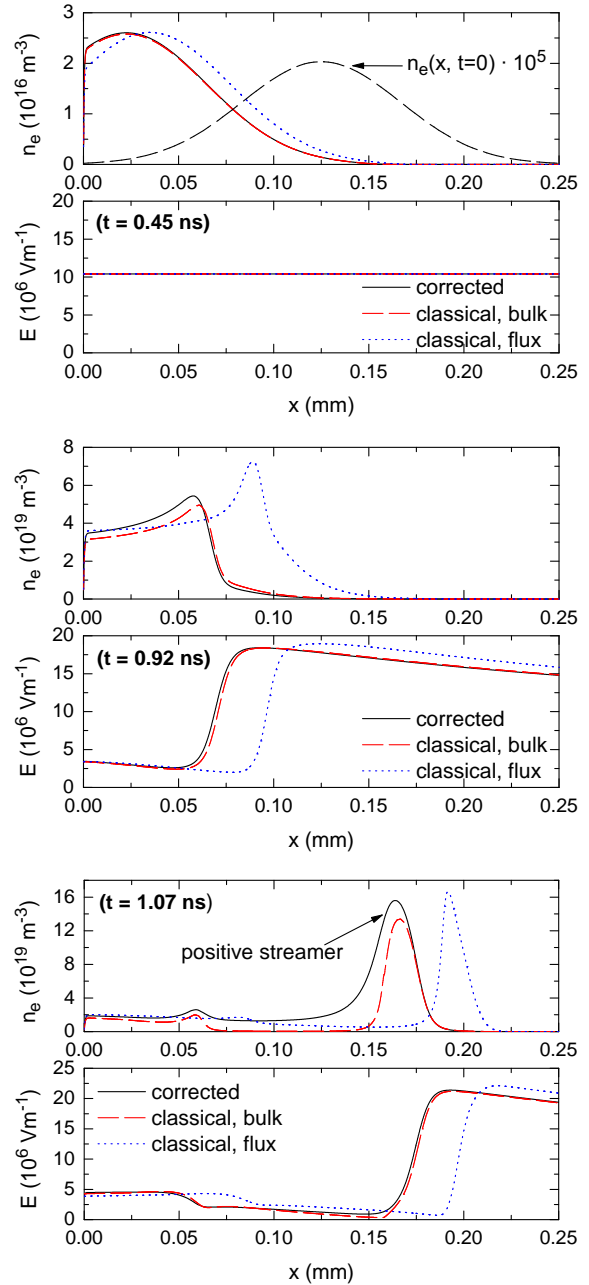 3
2
1
0
n_e (10^16 m^-3)
n_e(x, t=0) · 10^5
0.00 0.05 0.10 0.15 0.20 0.25
20
15
10
5
0
E (10^6 Vm^-1)
(t = 0.45 ns)
corrected
classical, bulk
classical, flux
0.00 0.05 0.10 0.15 0.20 0.25
x (mm)
8
6
4
2
0
n_e (10^19 m^-3)
0.00 0.05 0.10 0.15 0.20 0.25
20
15
10
5
0
E (10^6 Vm^-1)
(t = 0.92 ns)
corrected
classical, bulk
classical, flux
0.00 0.05 0.10 0.15 0.20 0.25
x (mm)
16
12
8
4
0
n_e (10^19 m^-3)
(t = 1.07 ns)
positive streamer
0.00 0.05 0.10 0.15 0.20 0.25
25
20
15
10
5
0
E (10^6 Vm^-1)
corrected
classical, bulk
classical, flux
0.00 0.05 0.10 0.15 0.20 0.25
x (mm)